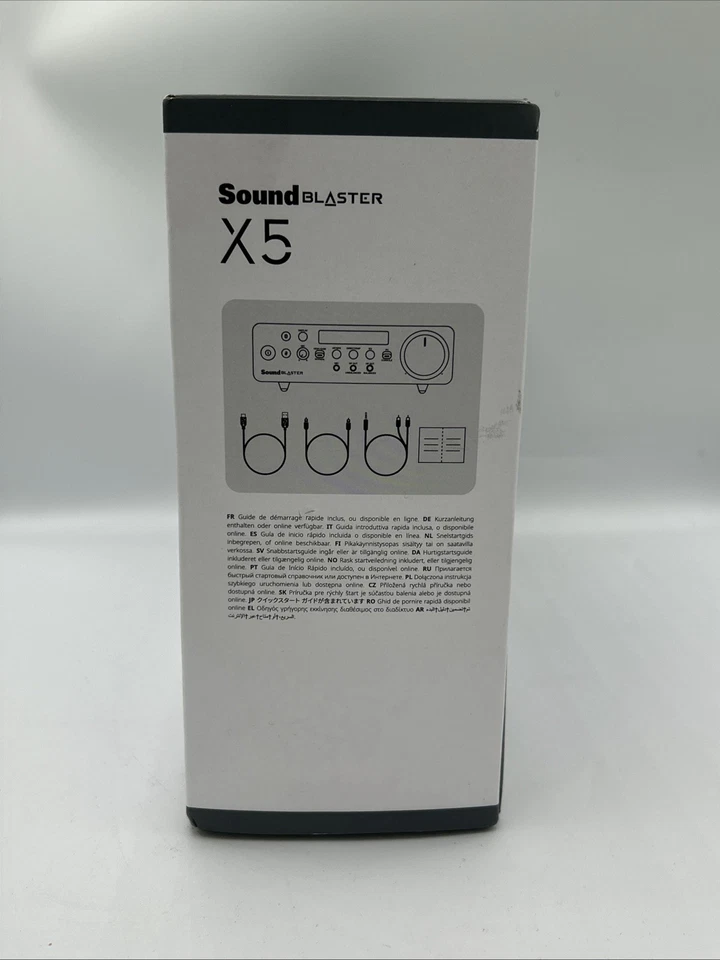 Sound BLASTER
X5
Sound BLASTER
FR Guide de démarrage rapide inclus, ou disponible en ligne. DE Kurzanleitung
enthalten oder online verfügbar. IT Guida introduttiva rapida inclusa, o disponibile
online. ES Guía de inicio rápido incluida o disponible en línea. NL Snelstartgids
inbegrepen, of online beschikbaar. FI Pikakäynnistysopas sisältyy tai on saatavilla
verkossa. SV Snabbstartsguide ingår eller är tillgänglig online. DA Hurtigstartsguide
inkluderet eller tilgængelig online. NO Rask startveiledning inkludert, eller tilgjengelig
online. PT Guia de Início Rápido incluído, ou disponível online. RU Прилагается
быстрый стартовый справочник или доступен в Интернете. PL Dołączona instrukcja
szybkiego uruchomienia lub dostępna online. CZ Přiložená rychlá příručka nebo
dostupná online. SK Príručka pre rýchly štart je súčasťou balenia alebo je dostupná
online. JP クイックスタート ガイドが含まれています RO Ghid de pornire rapidă disponibil
online EL Οδηγός γρήγορης εκκίνησης διαθέσιμος στο διαδίκτυο AR